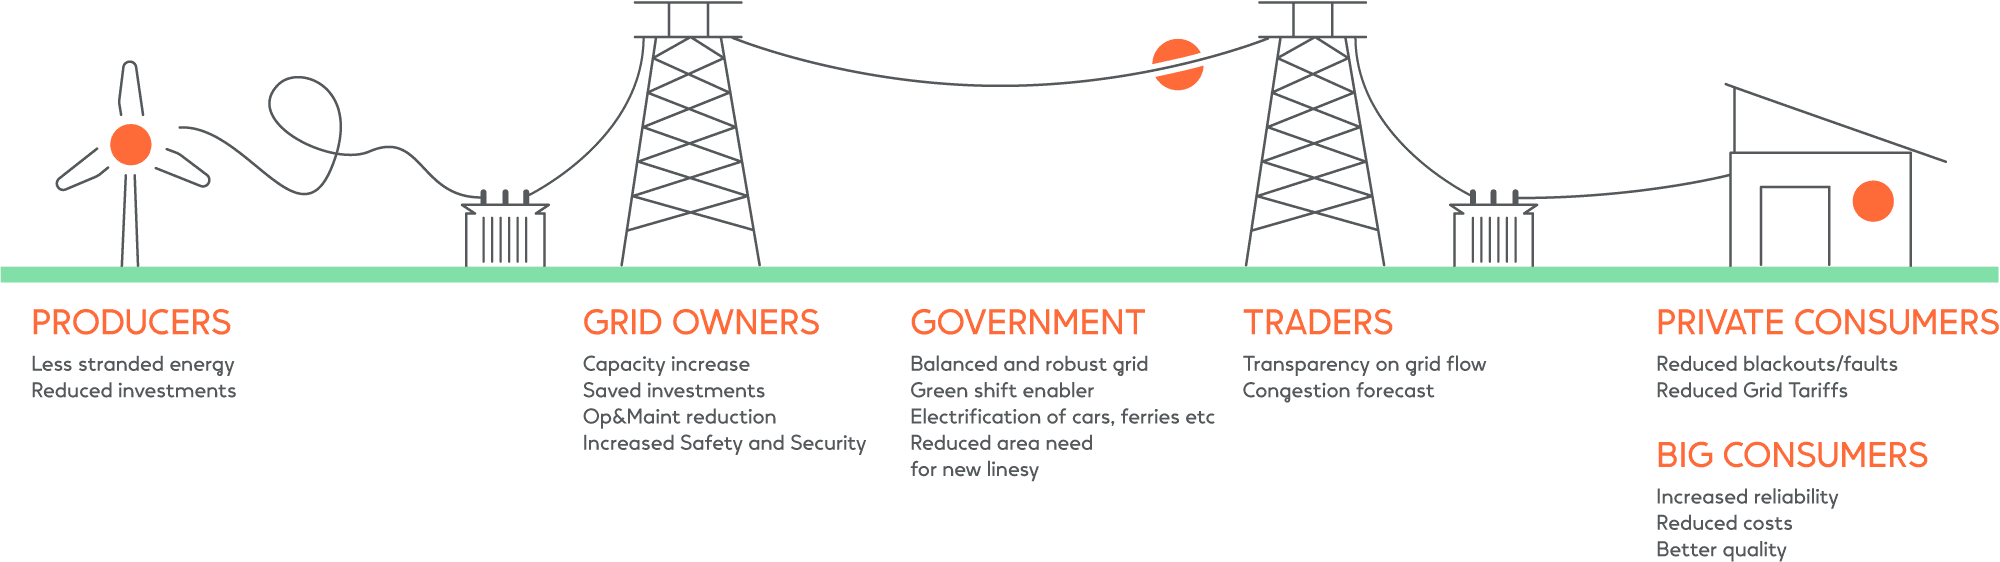 PRODUCERS
Less stranded energy
Reduced investments
GRID OWNERS
Capacity increase
Saved investments
Op&Maint reduction
Increased Safety and Security
GOVERNMENT
Balanced and robust grid
Green shift enabler
Electrification of cars, ferries etc
Reduced area need
for new linesy
TRADERS
Transparency on grid flow
Congestion forecast
PRIVATE CONSUMERS
Reduced blackouts/faults
Reduced Grid Tariffs
BIG CONSUMERS
Increased reliability
Reduced costs
Better quality